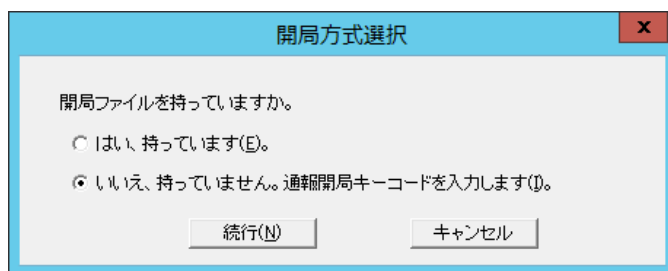 開局方式選択
x
開局ファイルを持っていますか。
はい、持っています(E)。
いいえ、持っていません。通報開局キーコードを入力します(I)。
続行(N) キャンセル